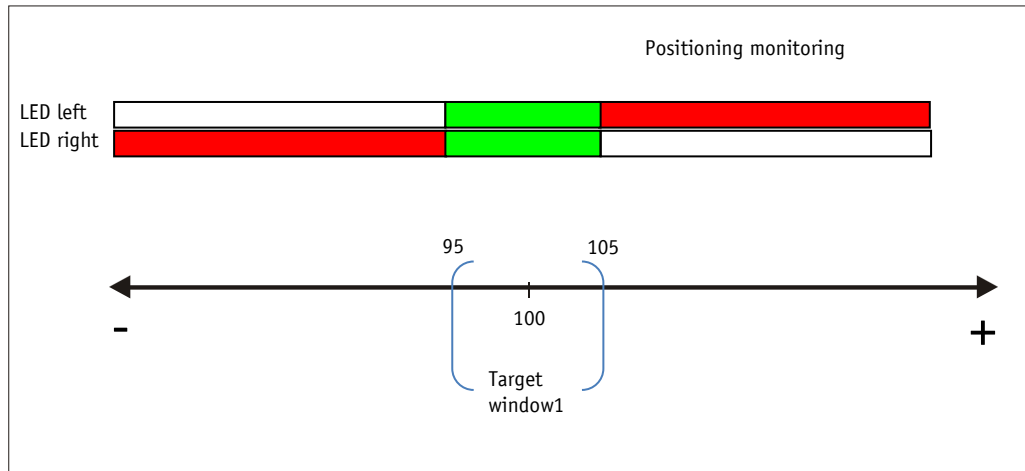 Positioning monitoring
LED left
LED right
95
105
100
-
+
Target
window1